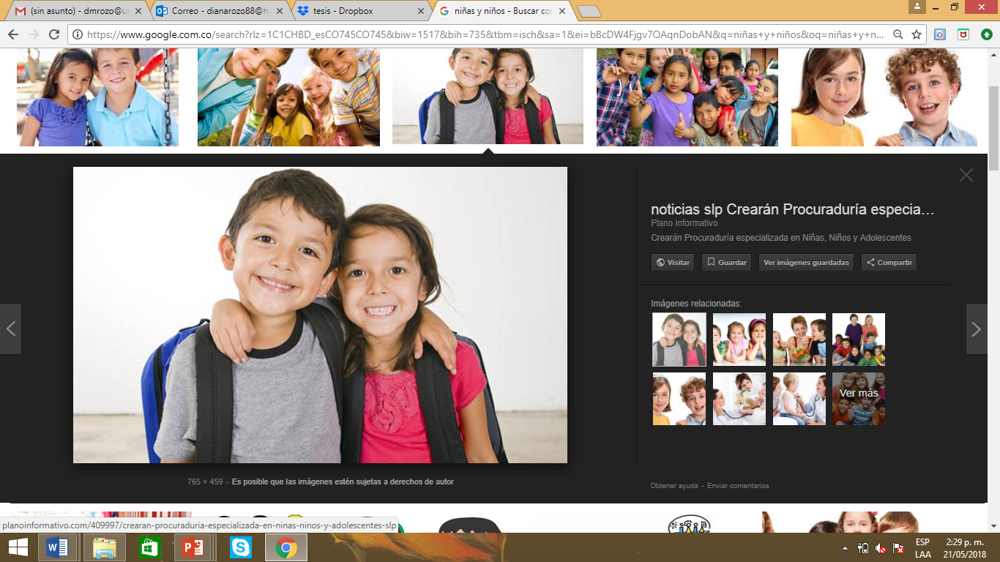 (sin asunto) - dmrozo@u
Correo - dianarozo88@h
tesis - Dropbox
niñas y niños - Buscar co
https://www.google.com.co/search?rlz=1C1CHBD_esCO745CO745&biw=1517&bih=735&tbm=isch&sa=1&ei=bBcDW4Fjgv7OAqnDobAN&q=niñas+y+niños&oq=niñas+y+n...
noticias slp Crearán Procuraduría especia...
Plano Informativo
Crearán Procuraduría especializada en Niñas, Niños y Adolescentes
Visitar
Guardar
Ver imágenes guardadas
Compartir
Imágenes relacionadas:
Ver más
765 × 459 - Es posible que las imágenes estén sujetas a derechos de autor
Obtener ayuda - Enviar comentarios
planoinformativo.com/409997/crearan-procuraduria-especializada-en-ninas-ninos-y-adolescentes-slp
ESP
LAA
2:29 p. m.
21/05/2018